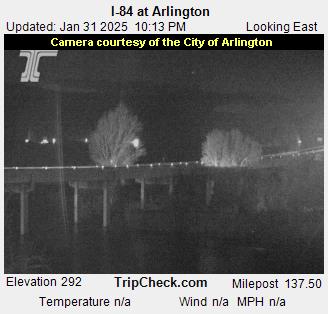 I-84 at Arlington
Updated: Jan 31 2025 10:13 PM Looking East
Camera courtesy of the City of Arlington
Elevation 292 TripCheck.com Milepost 137.50
Temperature n/a Wind n/a MPH n/a